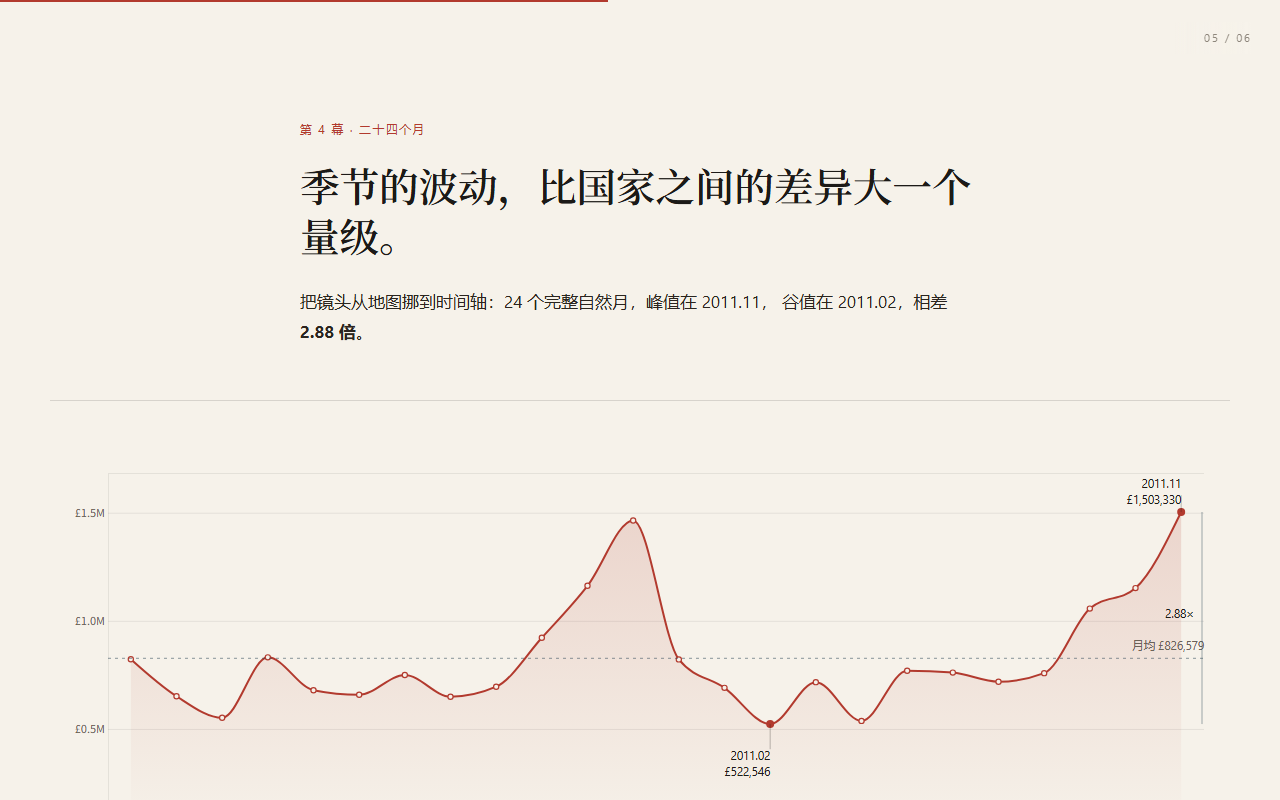 05 / 06
第 4 幕 · 二十四个月
季节的波动，比国家之间的差异大一个
量级。
把镜头从地图挪到时间轴：24 个完整自然月，峰值在 2011.11， 谷值在 2011.02，相差
2.88 倍。
2011.11
£1,503,330
£1.5M
2.88×
£1.0M
月均 £826,579
£0.5M
2011.02
£522,546